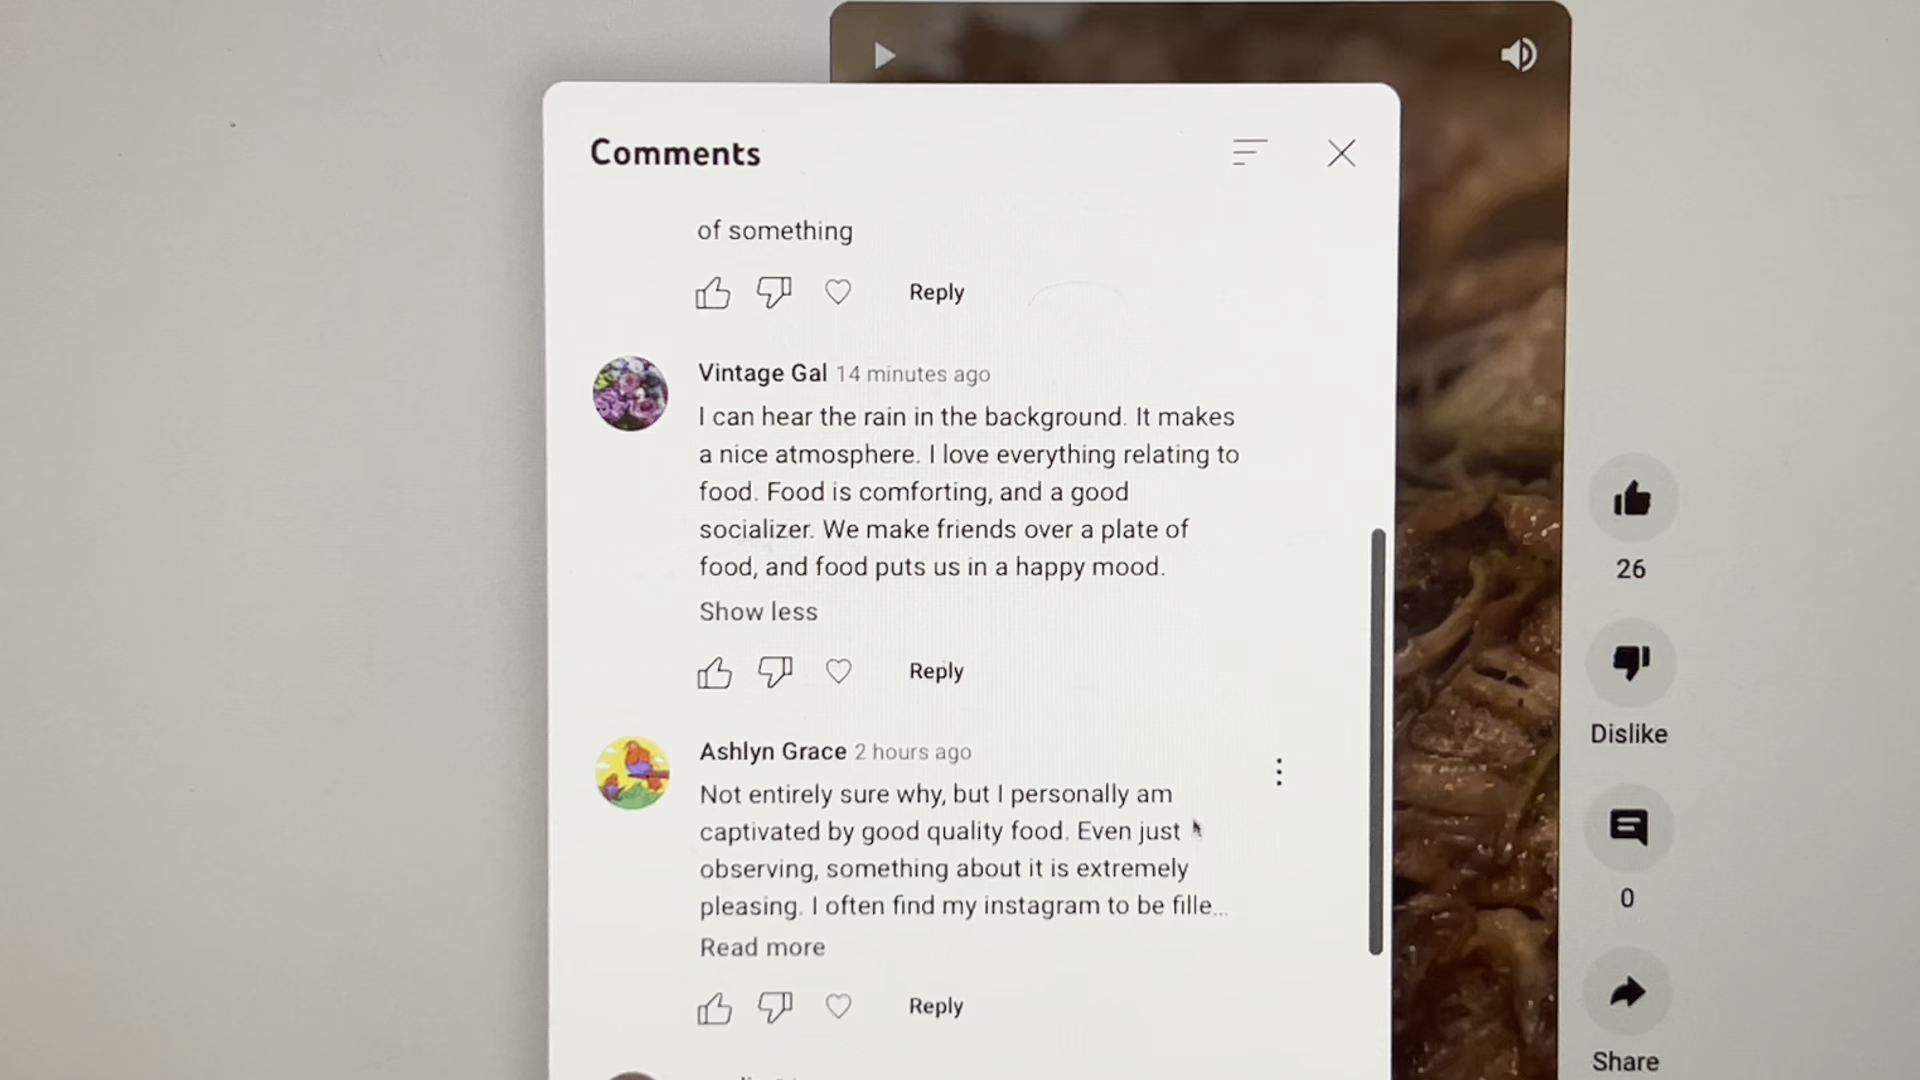 Comments
of something
Reply
Vintage Gal 14 minutes ago
I can hear the rain in the background. It makes
a nice atmosphere. I love everything relating to
food. Food is comforting, and a good
socializer. We make friends over a plate of
food, and food puts us in a happy mood.
Show less
Reply
Ashlyn Grace 2 hours ago
Not entirely sure why, but I personally am
captivated by good quality food. Even just
observing, something about it is extremely
pleasing. I often find my instagram to be fille...
Read more
Reply
26
Dislike
0
Share